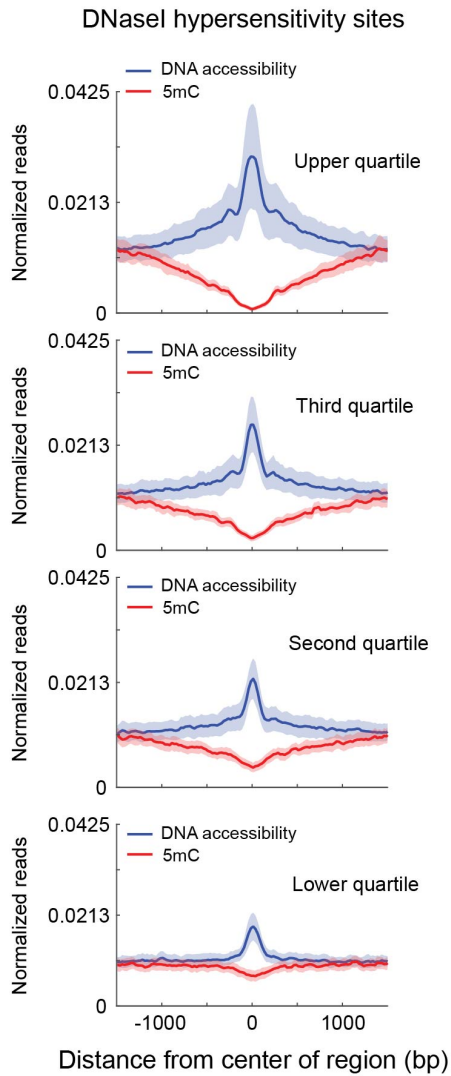 DNaseI hypersensitivity sites
DNA accessibility
5mC
0.0425
0.0213
0
Normalized reads
Upper quartile
DNA accessibility
5mC
0.0425
0.0213
0
Normalized reads
Third quartile
DNA accessibility
5mC
0.0425
0.0213
0
Normalized reads
Second quartile
DNA accessibility
5mC
0.0425
0.0213
0
Normalized reads
Lower quartile
-1000 0 1000
Distance from center of region (bp)